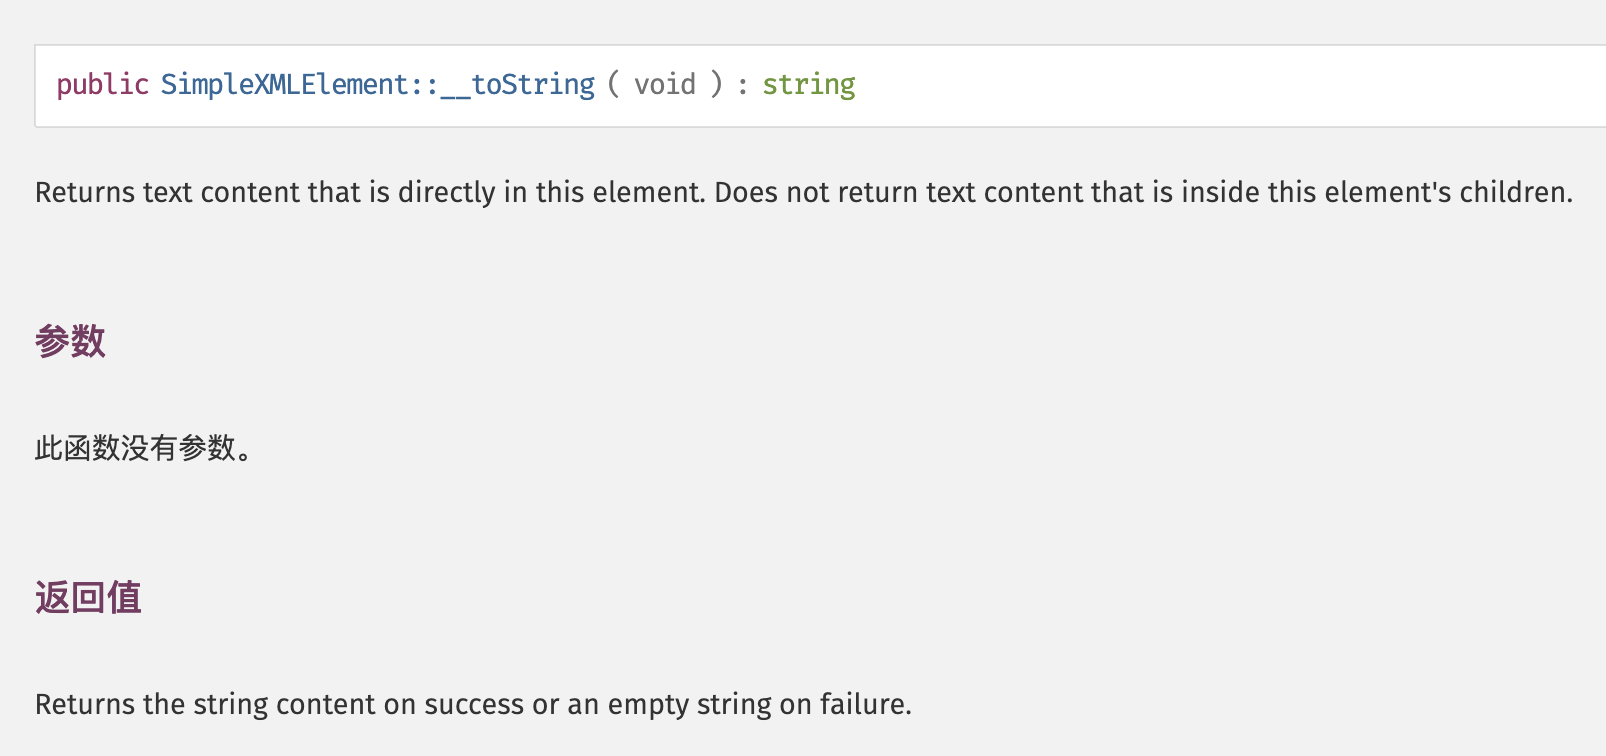 public SimpleXMLElement::__toString ( void ) : string
Returns text content that is directly in this element. Does not return text content that is inside this element's children.
参数
此函数没有参数。
返回值
Returns the string content on success or an empty string on failure.